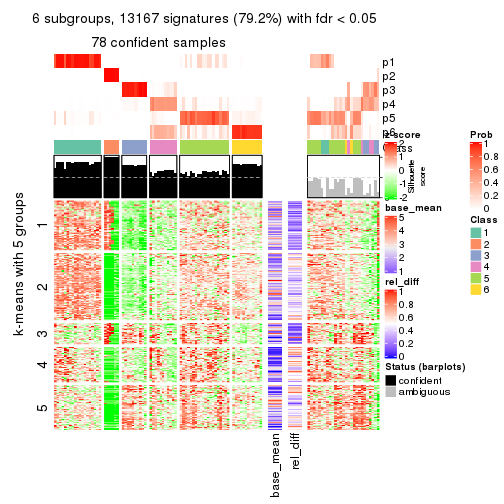 6 subgroups, 13167 signatures (79.2%) with fdr < 0.05
78 confident samples
p1
p2
p3
p4
p5
p6
Class
z-score
2
1
0
-1
-2
Silhouette
score
Prob
1
0.8
0.6
0.4
0.2
0
Class
1
2
3
4
5
6
base_mean
5
4
3
2
1
rel_diff
1
0.8
0.6
0.4
0.2
0
Status (barplots)
confident
ambiguous
k-means with 5 groups
1
2
3
4
5
base_mean
rel_diff